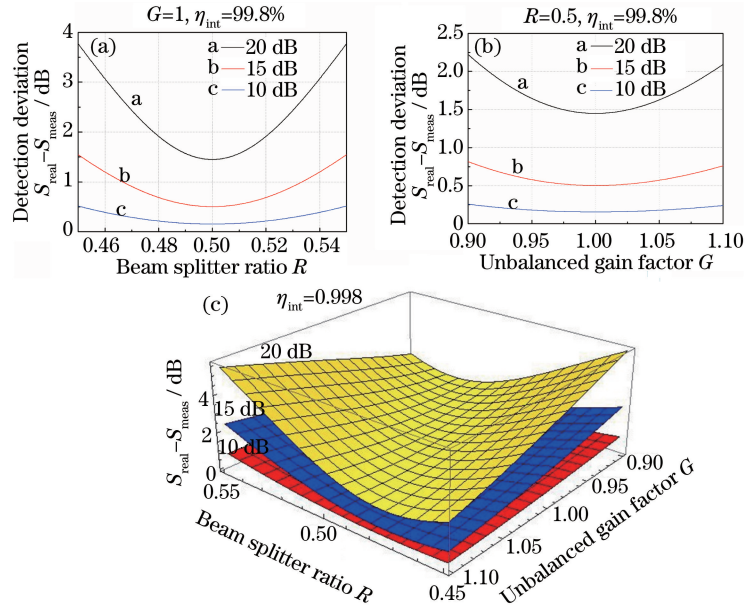 G=1, η_int=99.8%
(a)
a 20 dB
b 15 dB
c 10 dB
a
b
c
4
3
2
1
0
0.46 0.48 0.50 0.52 0.54
Beam splitter ratio R
Detection deviation
S_real−S_meas / dB
R=0.5, η_int=99.8%
(b)
a 20 dB
b 15 dB
c 10 dB
a
b
c
2.5
2.0
1.5
1.0
0.5
0
0.90 0.95 1.00 1.05 1.10
Unbalanced gain factor G
Detection deviation
S_real−S_meas / dB
(c)
η_int=0.998
20 dB
15 dB
10 dB
4
2
0
S_real−S_meas / dB
0.55
0.50
0.45
Beam splitter ratio R
0.90
0.95
1.00
1.05
1.10
Unbalanced gain factor G